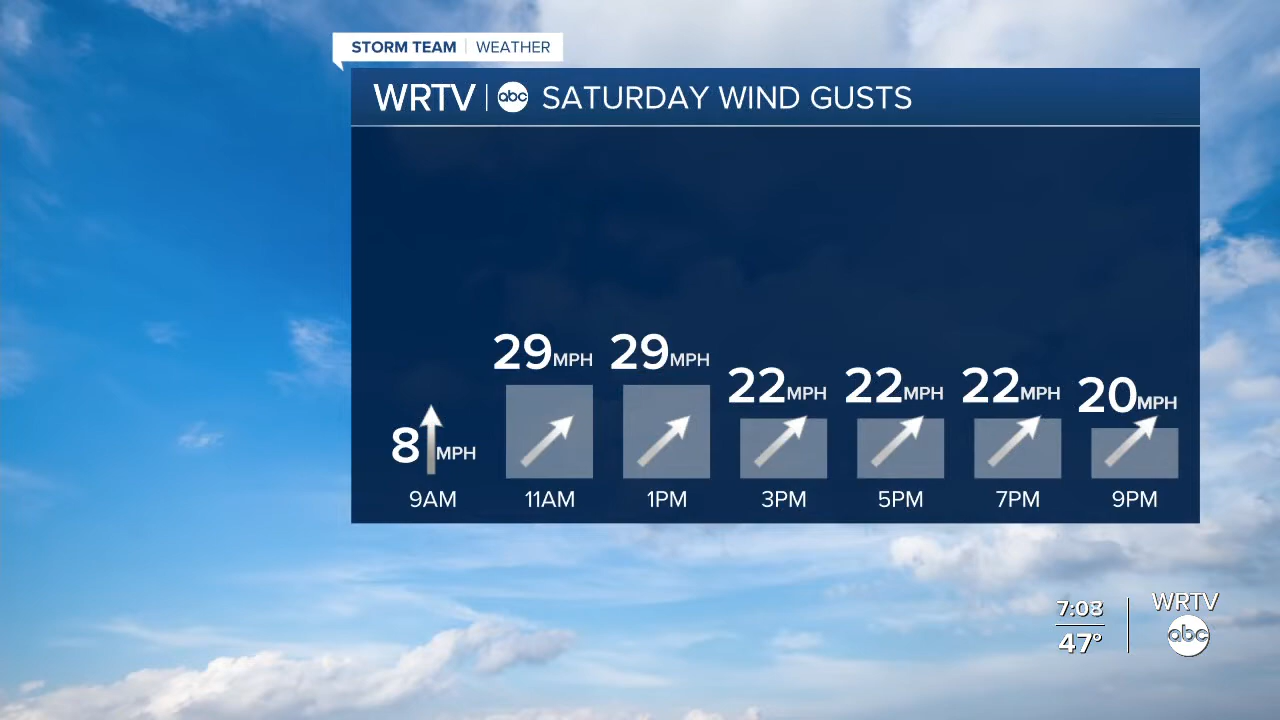 STORM TEAM | WEATHER
WRTV | abc SATURDAY WIND GUSTS
29MPH 29MPH
22MPH 22MPH 22MPH 20MPH
8 MPH
9AM 11AM 1PM 3PM 5PM 7PM 9PM
7:08
47°
WRTV
abc